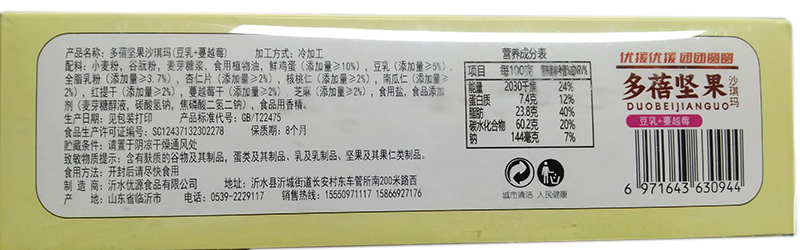 产品名称：多蓓坚果沙琪玛(豆乳+蔓越莓) 加工方式：冷加工
配料：小麦粉，谷朊粉，麦芽糖浆，食用植物油，鲜鸡蛋（添加量≥10%），豆乳（添加量≥5%），
全脂乳粉（添加量≥3.7%），杏仁片（添加量≥2%），核桃仁（添加量≥2%），南瓜仁（添加量≥
2%），红提干（添加量≥2%），蔓越莓干（添加量≥2%），芝麻（添加量≥2%），食用盐，食品添加
剂（麦芽糖醇液，碳酸氢钠，焦磷酸二氢二钠），食品用香精。
生产日期：见包装打印 产品标准代号：GB/T22475
食品生产许可证编号：SC12437132302278 保质期：8个月
贮藏条件：请置于阴凉干燥通风处
致敏物质提示：含有麸质的谷物及其制品，蛋类及其制品、乳及乳制品、坚果及其果仁类制品。
食用方法：开封后请尽快食用
制造商：沂水优源食品有限公司 地址：沂水县沂城街道长安村东车管所南200米路西
产 地：山东省临沂市 电话：0539-2229117 销售热线：15550971117 15866927176
营养成分表
项目 每100克 营养素参考值%或NRV%
能量 2030千焦 24%
蛋白质 7.4克 12%
脂肪 23.8克 40%
碳水化合物 60.2克 20%
钠 144毫克 7%
城市清洁 人民健康
优援优援 团团圆圆
多蓓坚果
沙琪玛
DUOBEIJIANGUO
豆乳+蔓越莓
6 971643 630944